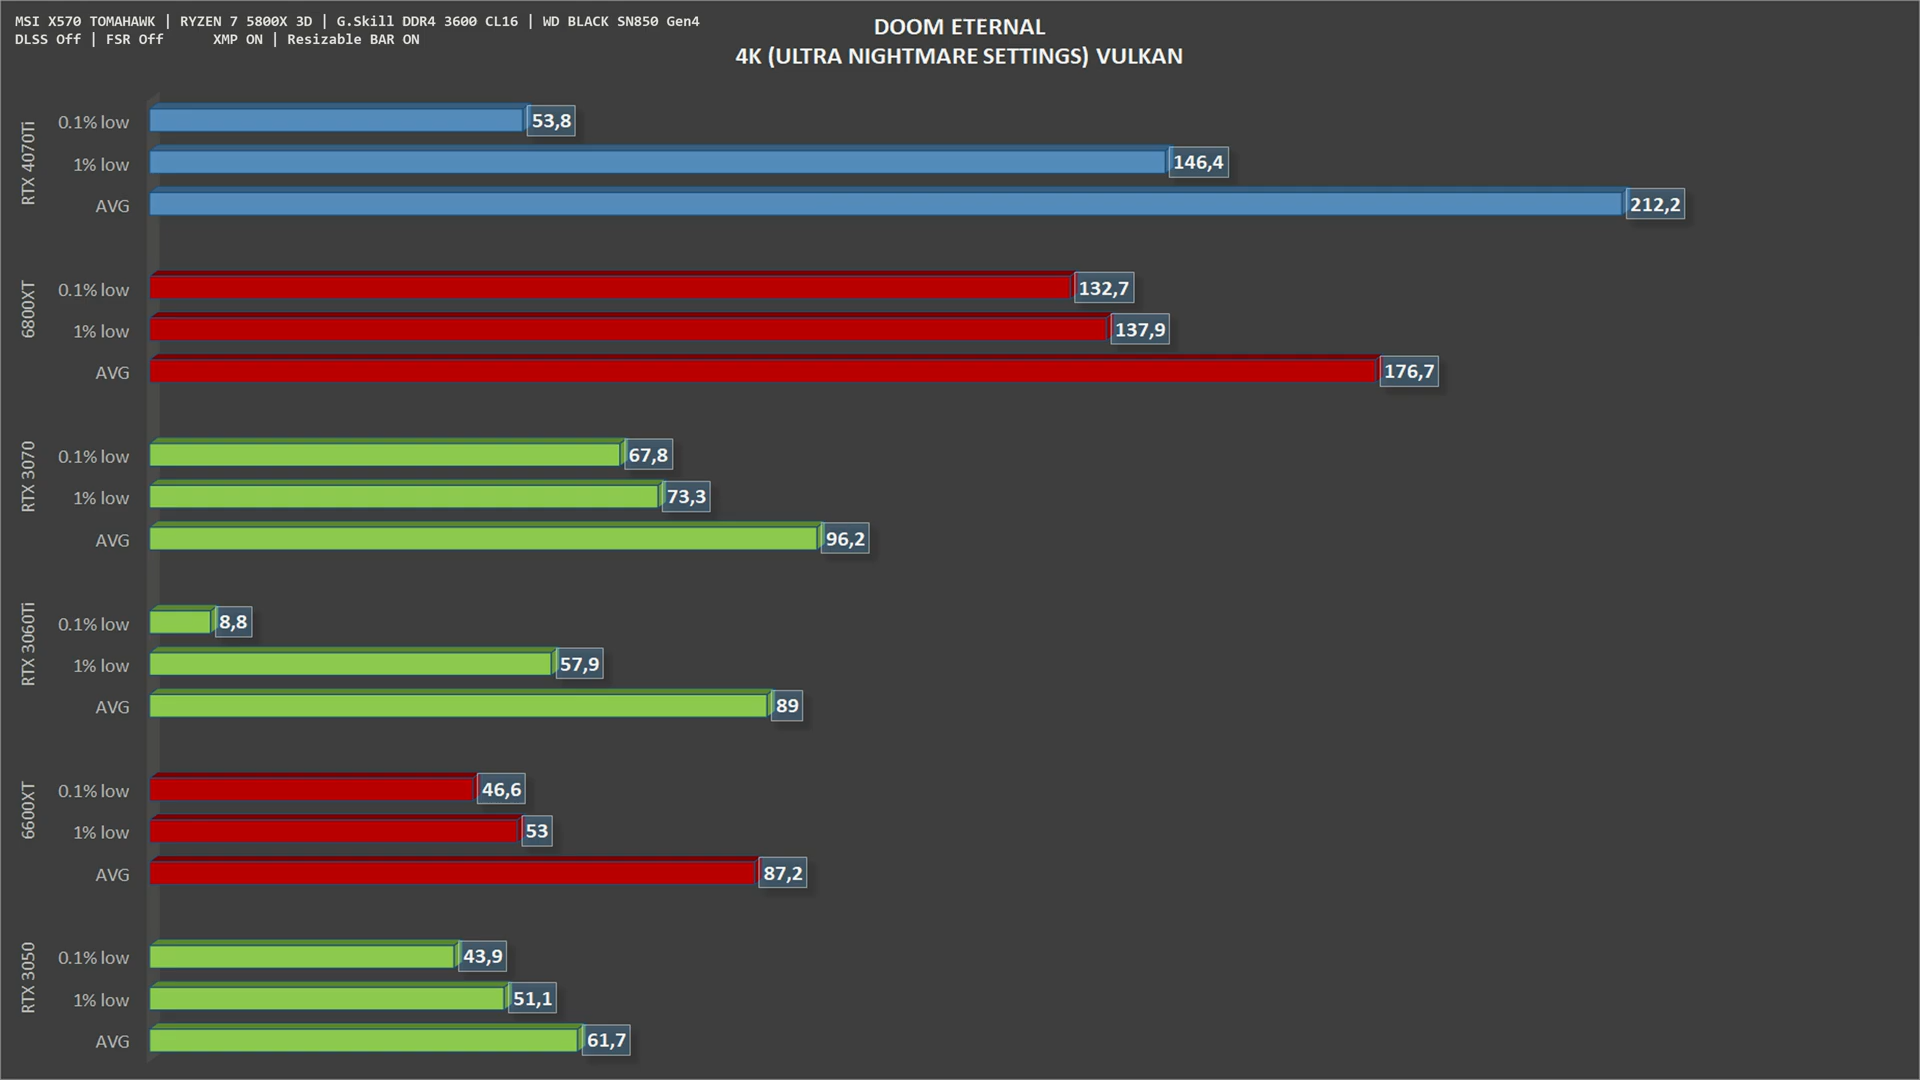 MSI X570 TOMAHAWK | RYZEN 7 5800X 3D | G.Skill DDR4 3600 CL16 | WD BLACK SN850 Gen4
DLSS Off | FSR Off XMP ON | Resizable BAR ON
DOOM ETERNAL
4K (ULTRA NIGHTMARE SETTINGS) VULKAN
RTX 4070Ti
0.1% low 53,8
1% low 146,4
AVG 212,2
6800XT
0.1% low 132,7
1% low 137,9
AVG 176,7
RTX 3070
0.1% low 67,8
1% low 73,3
AVG 96,2
RTX 3060Ti
0.1% low 8,8
1% low 57,9
AVG 89
6600XT
0.1% low 46,6
1% low 53
AVG 87,2
RTX 3050
0.1% low 43,9
1% low 51,1
AVG 61,7